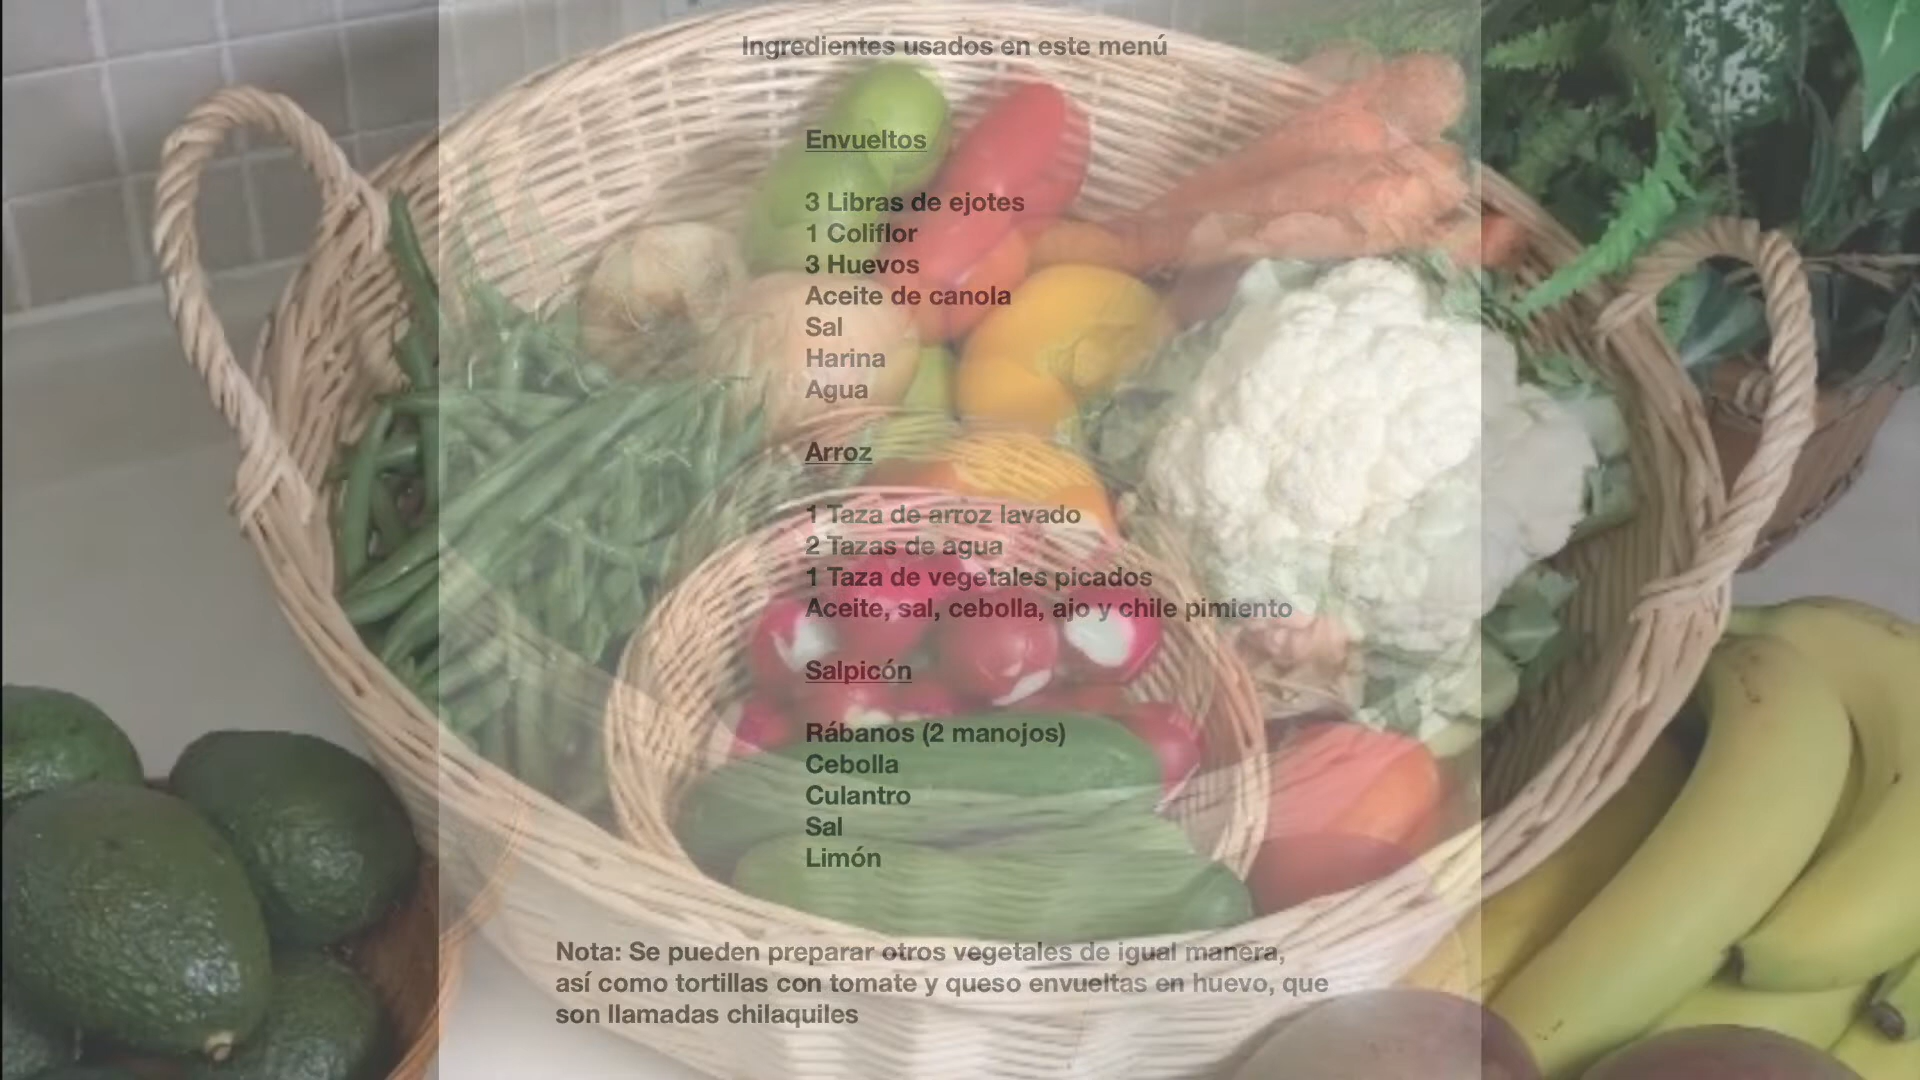 Ingredientes usados en este menú
Envueltos
3 Libras de ejotes
1 Coliflor
3 Huevos
Aceite de canola
Sal
Harina
Agua
Arroz
1 Taza de arroz lavado
2 Tazas de agua
1 Taza de vegetales picados
Aceite, sal, cebolla, ajo y chile pimiento
Salpicón
Rábanos (2 manojos)
Cebolla
Culantro
Sal
Limón
Nota: Se pueden preparar otros vegetales de igual manera,
así como tortillas con tomate y queso envueltas en huevo, que
son llamadas chilaquiles